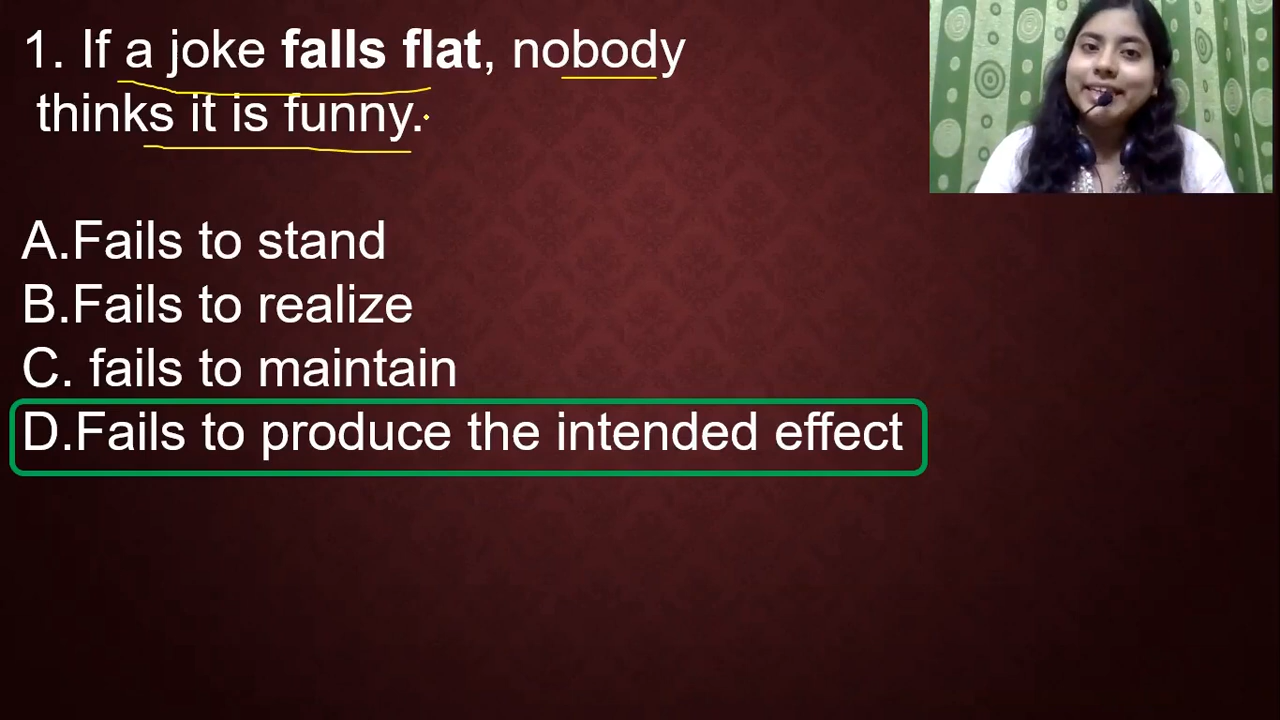 1. If a joke falls flat, nobody
thinks it is funny.
A.Fails to stand
B.Fails to realize
C. fails to maintain
D.Fails to produce the intended effect